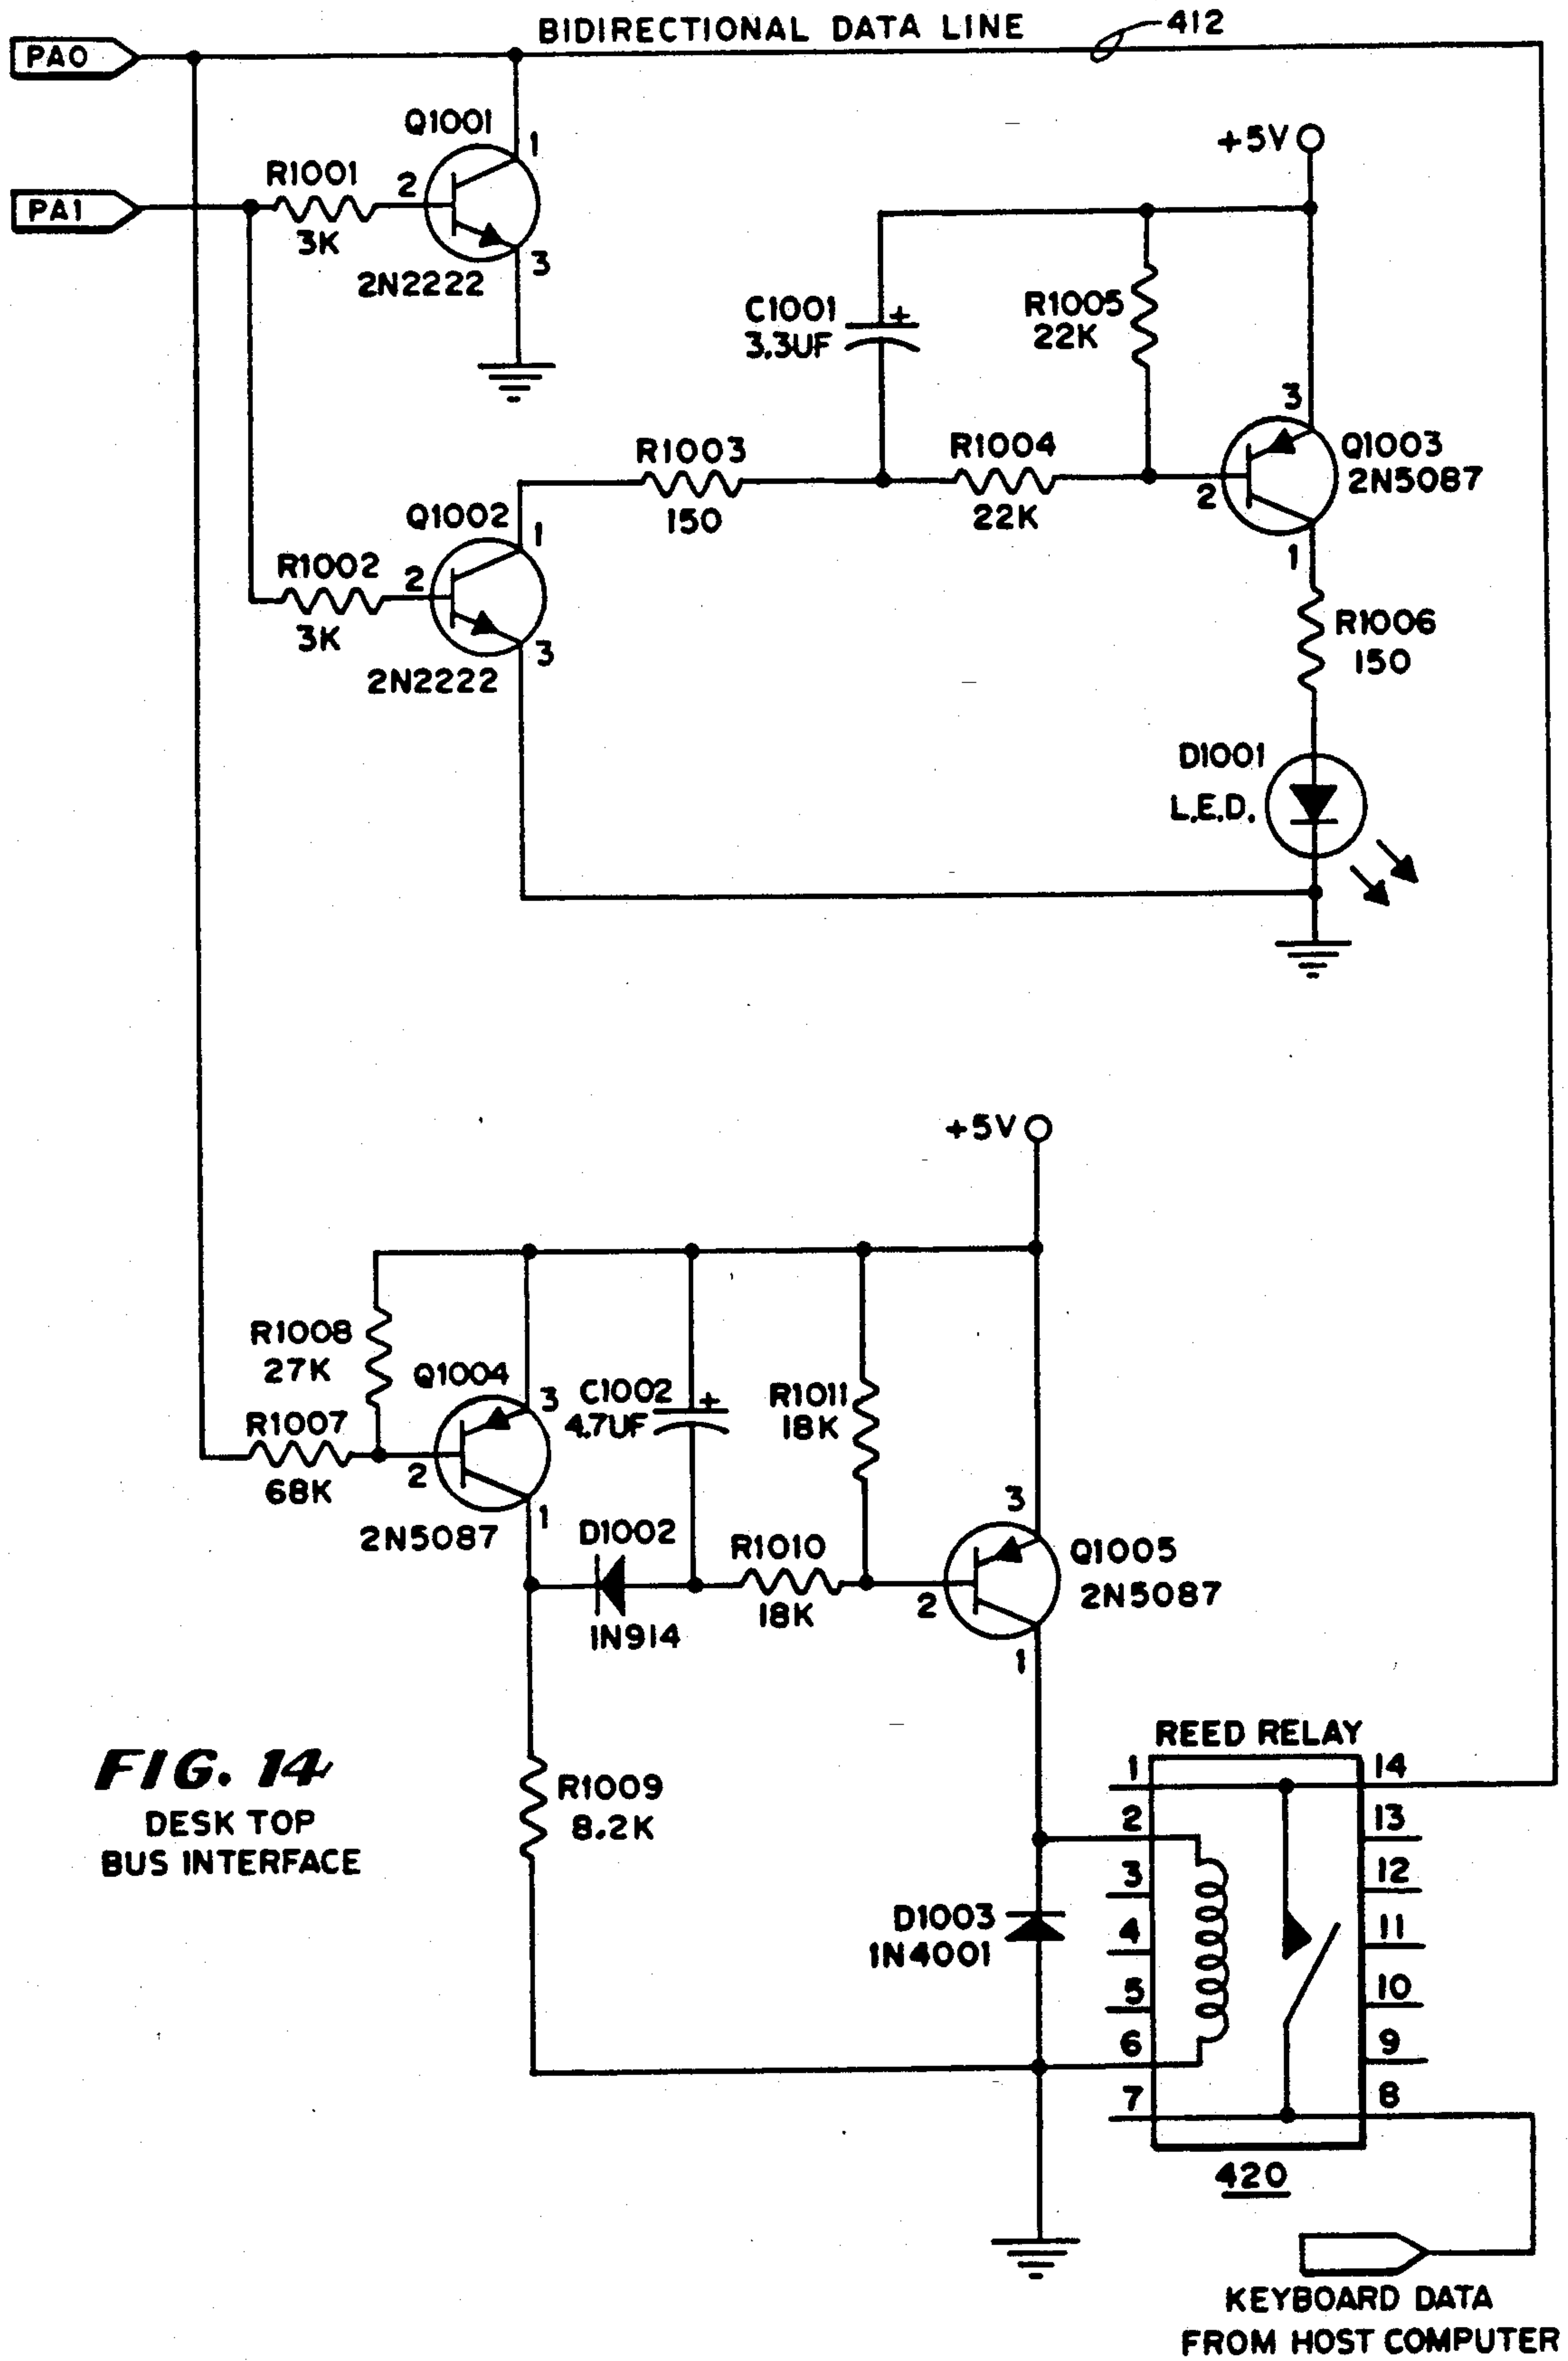 BIDIRECTIONAL DATA LINE
412
PA0
Q1001
1
+5V
R1001
2
PA1
3K
3
2N2222
C1001
3.3UF
+
R1005
22K
3
R1003
R1004
Q1003
2N5087
150
22K
2
Q1002
1
1
R1002
2
3K
3
2N2222
R1006
150
D1001
L.E.D.
+5V
R1008
27K
Q1004
3
C1002
4.7UF
+
R1011
18K
R1007
68K
2
3
2N5087
1
D1002
R1010
Q1005
2N5087
1N914
18K
2
1
FIG. 14
DESK TOP
BUS INTERFACE
REED RELAY
R1009
8.2K
1
14
2
13
3
12
D1003
1N4001
4
11
5
10
6
9
7
8
420
KEYBOARD DATA
FROM HOST COMPUTER